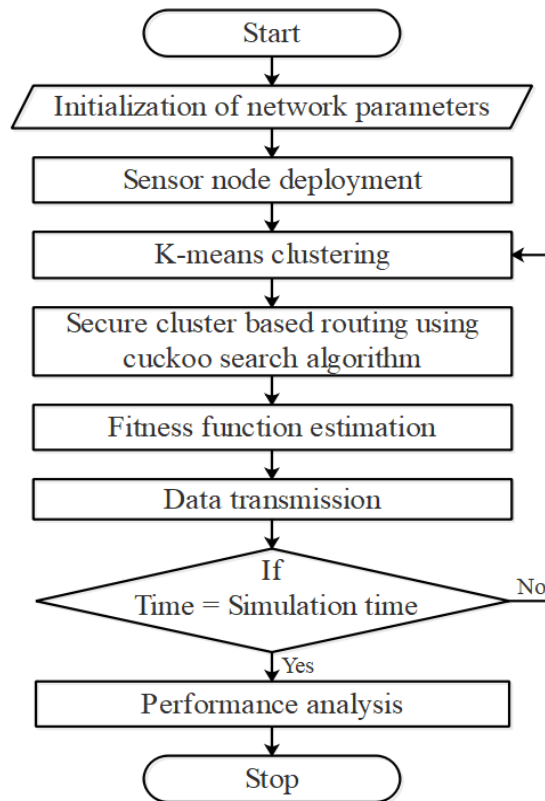 Start
Initialization of network parameters
Sensor node deployment
K-means clustering
Secure cluster based routing using
cuckoo search algorithm
Fitness function estimation
Data transmission
If
Time = Simulation time
No
Yes
Performance analysis
Stop